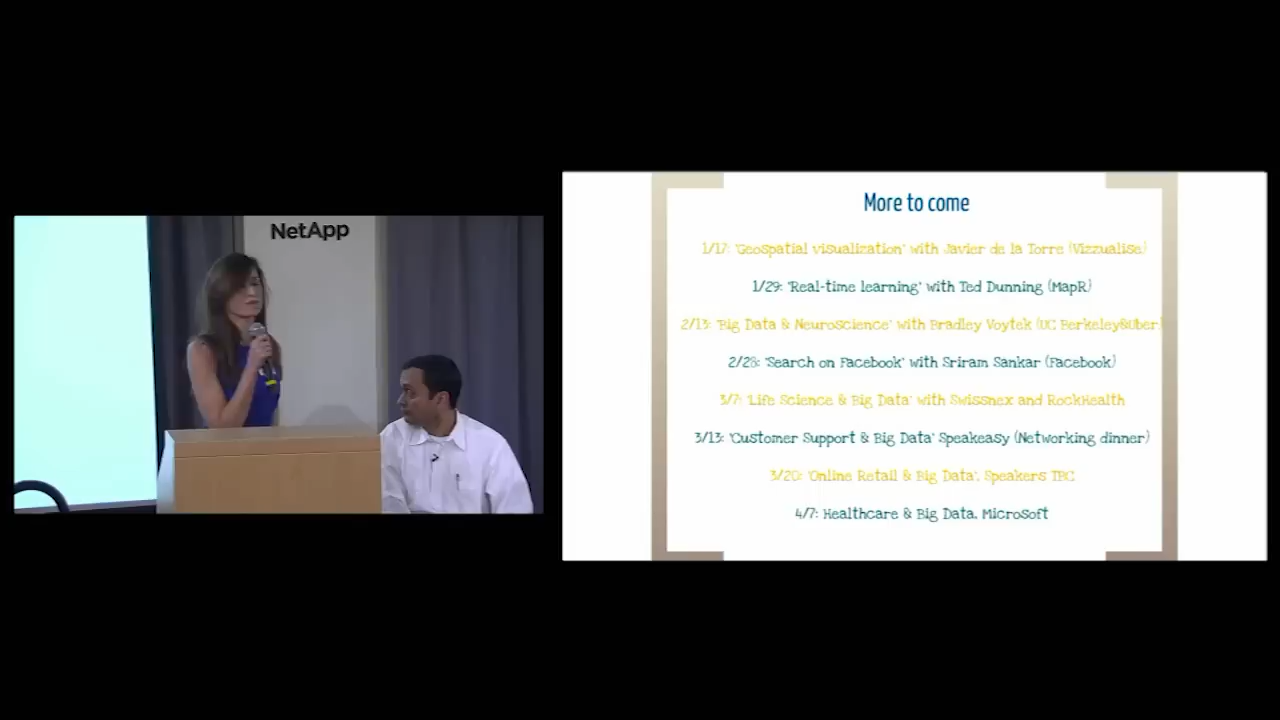 NetApp
More to come
1/17: 'Geospatial visualization' with Javier de la Torre (Vizzualise)
1/29: 'Real-time learning' with Ted Dunning (MapR)
2/13: 'Big Data & Neuroscience' with Bradley Voytek (UC Berkeley&Uber)
2/28: 'Search on Facebook' with Sriram Sankar (Facebook)
3/7: 'Life Science & Big Data' with Swissnex and RockHealth
3/13: 'Customer Support & Big Data' Speakeasy (Networking dinner)
3/20: 'Online Retail & Big Data', Speakers TBC
4/7: Healthcare & Big Data, Microsoft